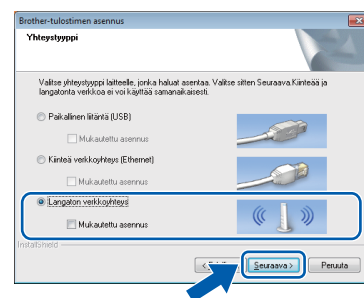 Brother-tulostimen asennus
Yhteystyyppi
Valitse yhteystyyppi laitteelle, jonka haluat asentaa. Valitse sitten Seuraava.Kiinteää ja
langatonta verkkoa ei voi käyttää samanaikaisesti.
Paikallinen liitäntä (USB)
Mukautettu asennus
Kiinteä verkkoyhteys (Ethernet)
Mukautettu asennus
Langaton verkkoyhteys
Mukautettu asennus
InstallShield
Seuraava > Peruuta